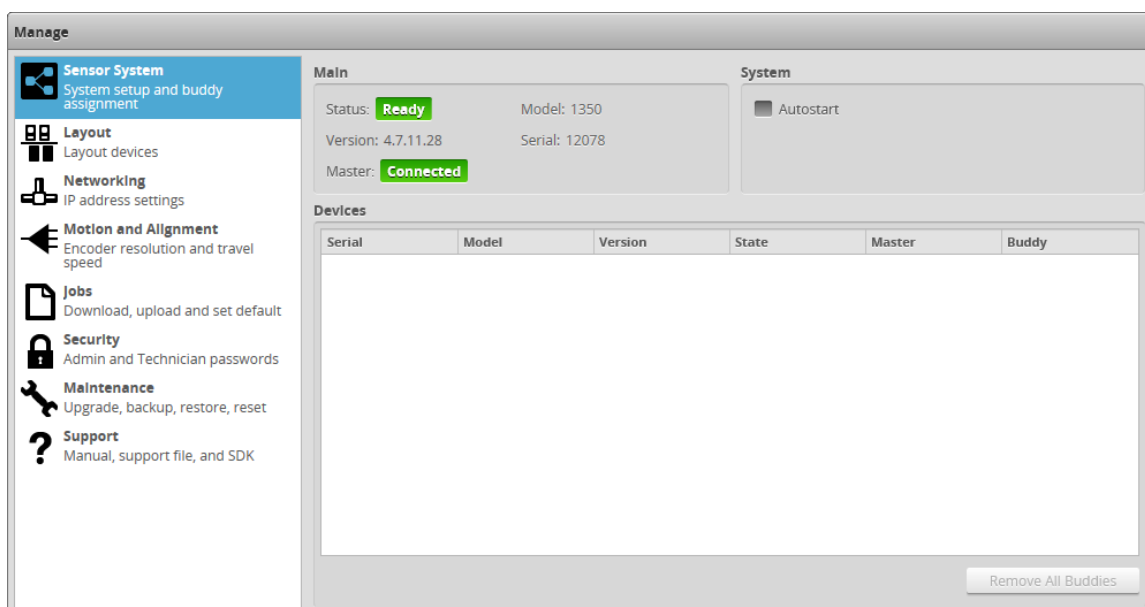 Manage
Sensor System
System setup and buddy
assignment
Layout
Layout devices
Networking
IP address settings
Motion and Alignment
Encoder resolution and travel
speed
Jobs
Download, upload and set default
Security
Admin and Technician passwords
Maintenance
Upgrade, backup, restore, reset
Support
Manual, support file, and SDK
Main
Status: Ready Model: 1350
Version: 4.7.11.28 Serial: 12078
Master: Connected
System
Autostart
Devices
Serial Model Version State Master Buddy
Remove All Buddies